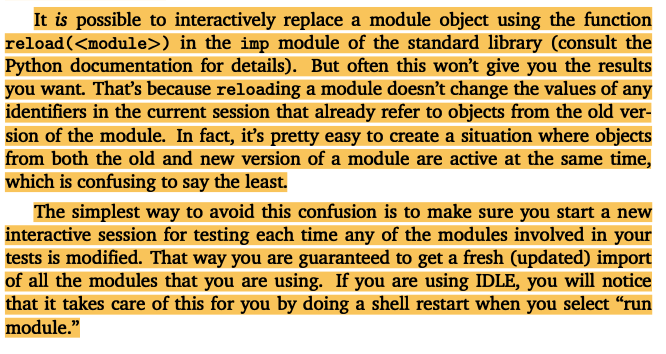 It is possible to interactively replace a module object using the function
reload(<module>) in the imp module of the standard library (consult the
Python documentation for details). But often this won’t give you the results
you want. That’s because reloading a module doesn’t change the values of any
identifiers in the current session that already refer to objects from the old ver-
sion of the module. In fact, it’s pretty easy to create a situation where objects
from both the old and new version of a module are active at the same time,
which is confusing to say the least.
The simplest way to avoid this confusion is to make sure you start a new
interactive session for testing each time any of the modules involved in your
tests is modified. That way you are guaranteed to get a fresh (updated) import
of all the modules that you are using. If you are using IDLE, you will notice
that it takes care of this for you by doing a shell restart when you select “run
module.”